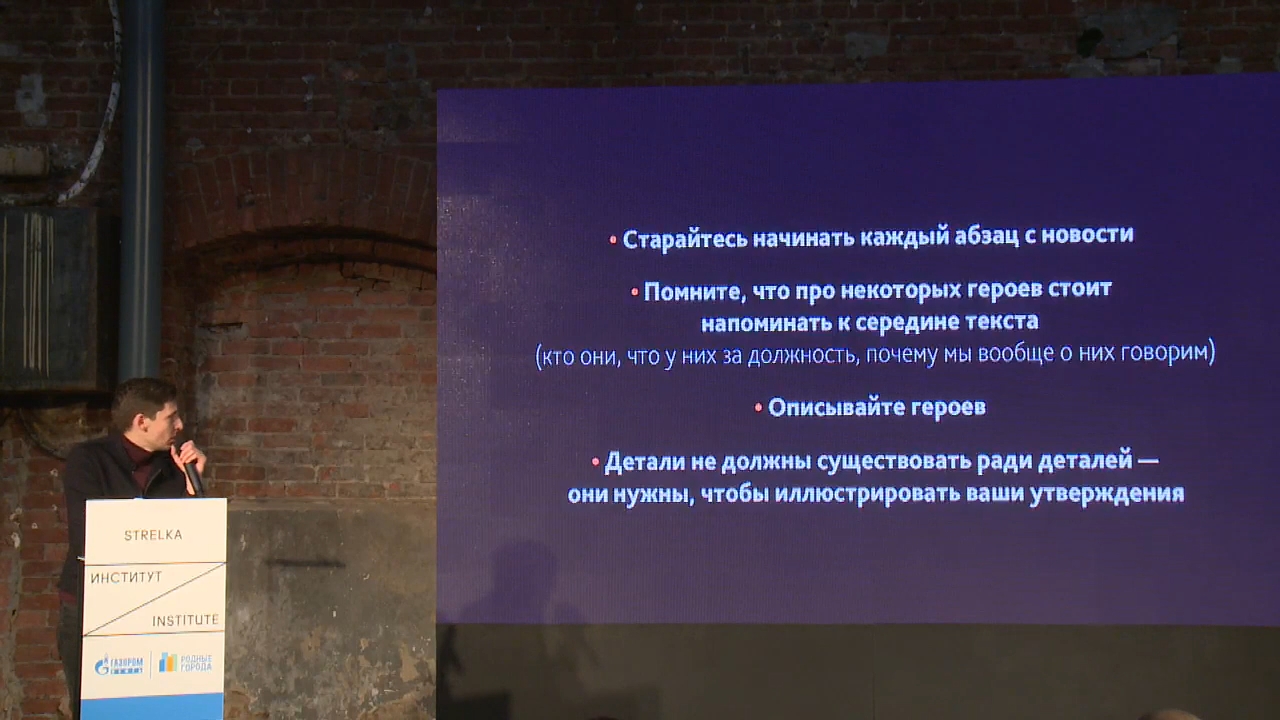 • Старайтесь начинать каждый абзац с новости
• Помните, что про некоторых героев стоит
напоминать к середине текста
(кто они, что у них за должность, почему мы вообще о них говорим)
• Описывайте героев
• Детали не должны существовать ради деталей —
они нужны, чтобы иллюстрировать ваши утверждения
STRELKA
ИНСТИТУТ
INSTITUTE
ГАЗПРОМ
НЕФТЬ
РОДНЫЕ
ГОРОДА